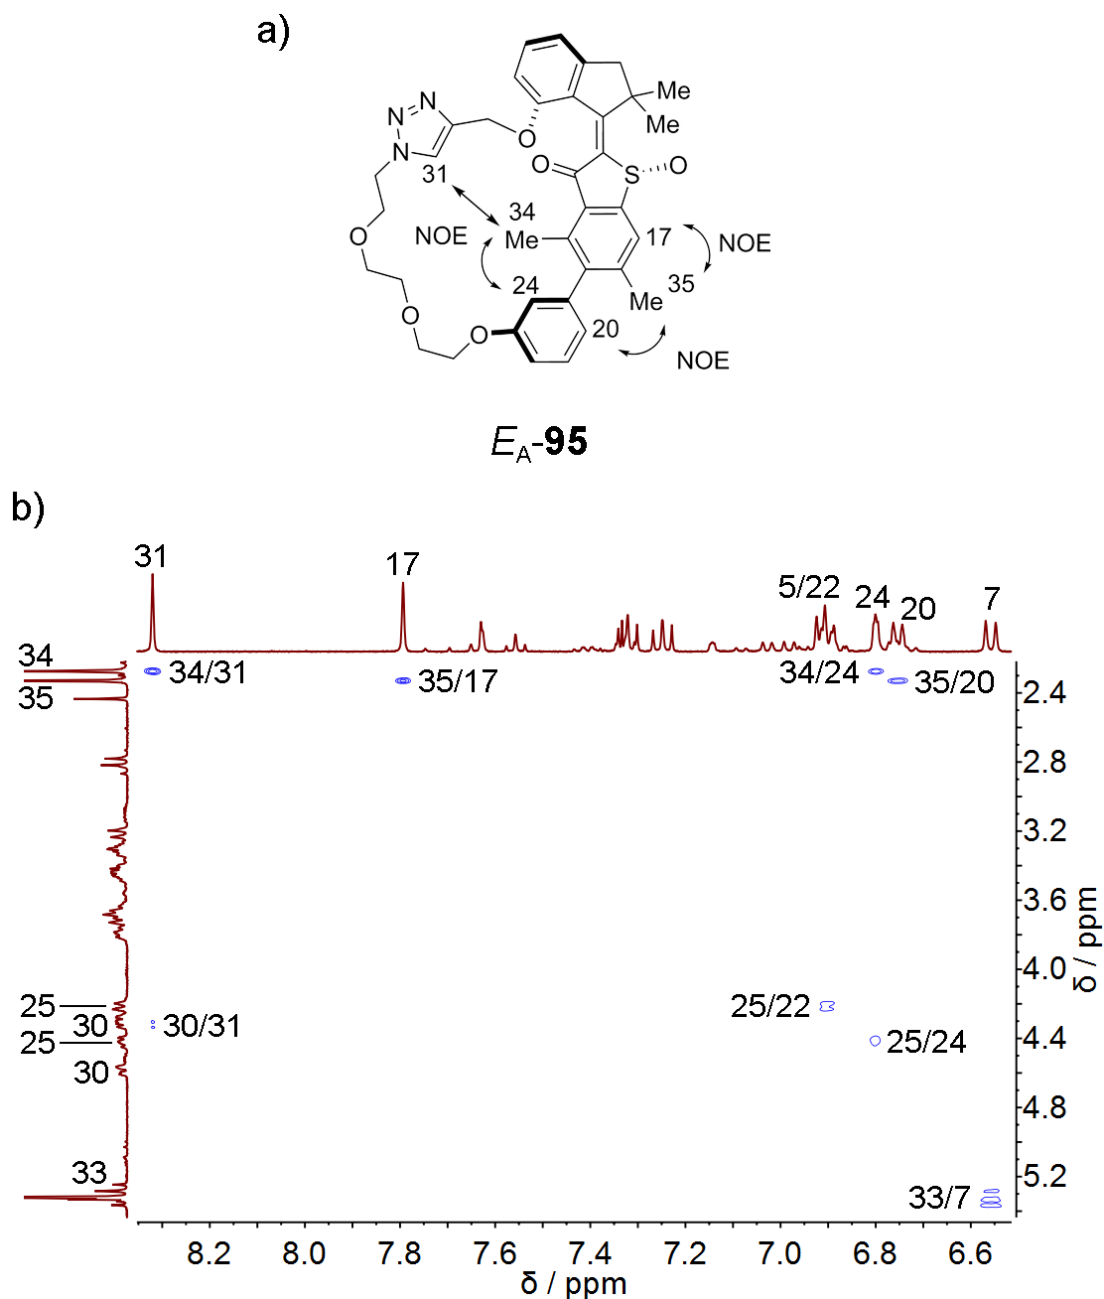 a)
N N N
Me
Me
O
O
S O
31
34
NOE
Me
17
NOE
35
Me
24
20
NOE
O
O
O
EA-95
b)
31
17
5/22
24
20
7
34
35
34/31
35/17
34/24
35/20
25
30
25
30
33
30/31
25/22
25/24
33/7
2.4
2.8
3.2
3.6
4.0
4.4
4.8
5.2
δ / ppm
8.2 8.0 7.8 7.6 7.4 7.2 7.0 6.8 6.6
δ / ppm